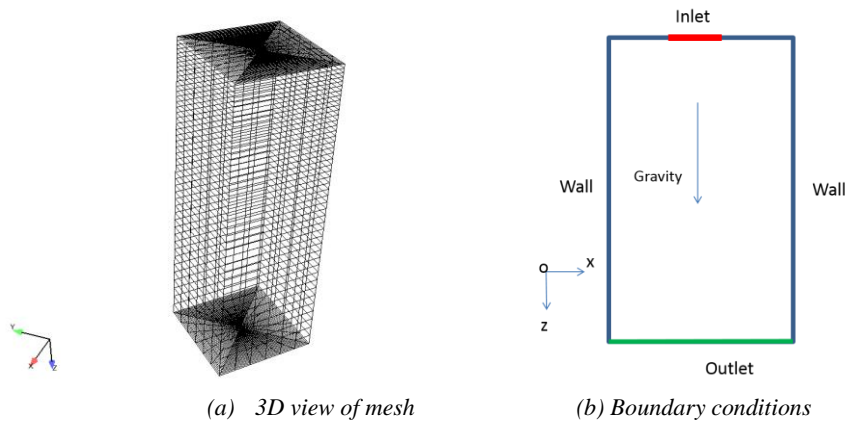 Inlet
Wall
Gravity
Wall
O
X
Z
Outlet
Y
X
Z
(a) 3D view of mesh
(b) Boundary conditions